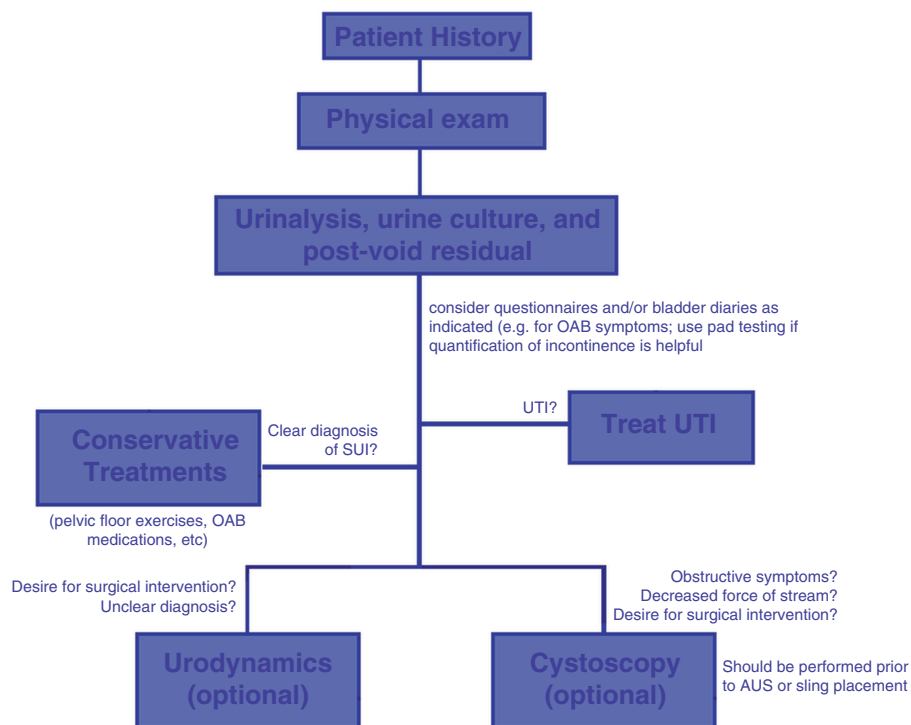 Patient History
Physical exam
Urinalysis, urine culture, and
post-void residual
consider questionnaires and/or bladder diaries as
indicated (e.g. for OAB symptoms; use pad testing if
quantification of incontinence is helpful
UTI?
Treat UTI
Clear diagnosis
of SUI?
Conservative
Treatments
(pelvic floor exercises, OAB
medications, etc)
Desire for surgical intervention?
Unclear diagnosis?
Urodynamics
(optional)
Obstructive symptoms?
Decreased force of stream?
Desire for surgical intervention?
Cystoscopy
(optional)
Should be performed prior
to AUS or sling placement